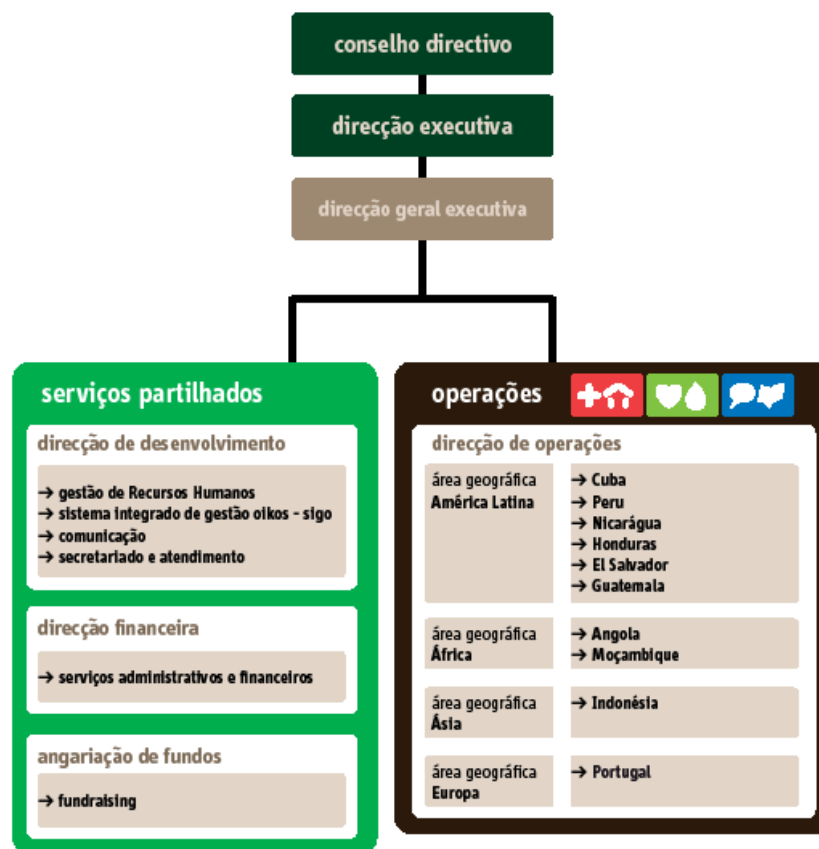 conselho directivo
direcção executiva
direcção geral executiva
serviços partilhados
direcção de desenvolvimento
→ gestão de Recursos Humanos
→ sistema integrado de gestão oikos - sigo
→ comunicação
→ secretariado e atendimento
direcção financeira
→ serviços administrativos e financeiros
angariação de fundos
→ fundraising
operações
direcção de operações
área geográfica
América Latina
→ Cuba
→ Peru
→ Nicarágua
→ Honduras
→ El Salvador
→ Guatemala
área geográfica
África
→ Angola
→ Moçambique
área geográfica
Ásia
→ Indonésia
área geográfica
Europa
→ Portugal